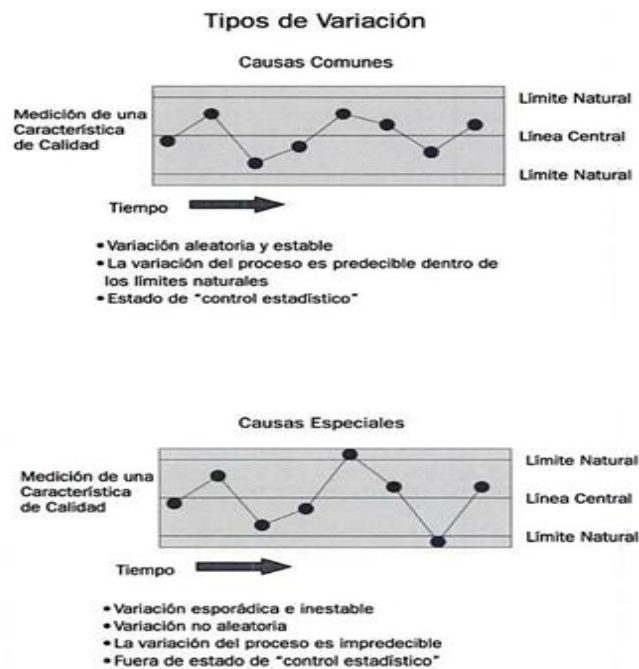 Tipos de Variación
Causas Comunes
Límite Natural
Medición de una
Característica
de Calidad
Línea Central
Límite Natural
Tiempo
• Variación aleatoria y estable
• La variación del proceso es predecible dentro de
los límites naturales
• Estado de “control estadístico”
Causas Especiales
Límite Natural
Medición de una
Característica
de Calidad
Línea Central
Límite Natural
Tiempo
• Variación esporádica e inestable
• Variación no aleatoria
• La variación del proceso es impredecible
• Fuera de estado de “control estadístico”